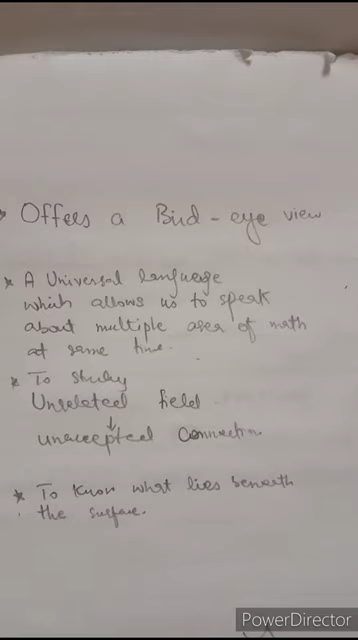 Offers a Bird - eye view
* A Universal language
which allows us to speak
about multiple area of math
at same time.
* To study
Unrelated field
↓
unaccepted connection
* To know what lies beneath
the surface.
PowerDirector